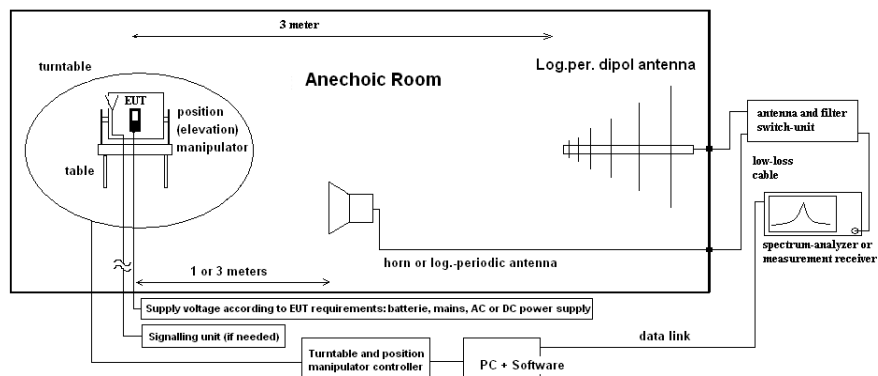 3 meter
turntable
Anechoic Room
Log.per. dipol antenna
EUT
position
(elevation)
manipulator
table
antenna and filter
switch-unit
low-loss
cable
spectrum-analyzer or
measurement receiver
horn or log.-periodic antenna
1 or 3 meters
Supply voltage according to EUT requirements: batterie, mains, AC or DC power supply
Signalling unit (if needed)
data link
Turntable and position
manipulator controller
PC + Software